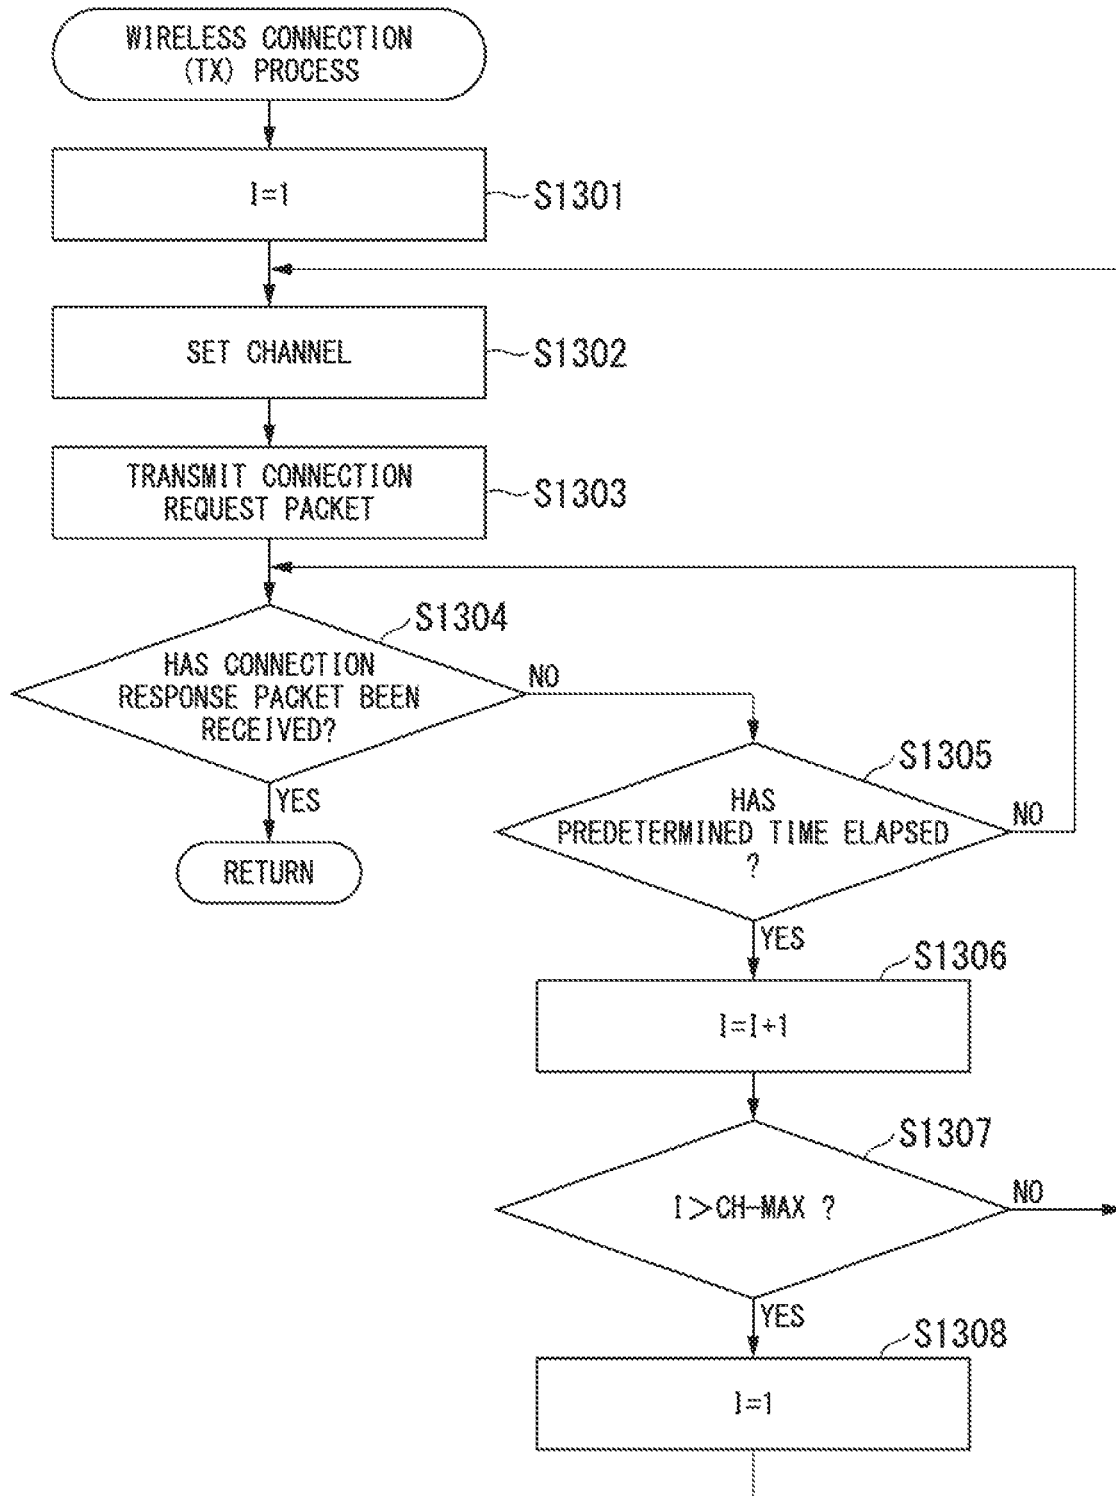 WIRELESS CONNECTION
(TX) PROCESS
I=1
S1301
SET CHANNEL
S1302
TRANSMIT CONNECTION
REQUEST PACKET
S1303
S1304
HAS CONNECTION
RESPONSE PACKET BEEN
RECEIVED?
NO
YES
RETURN
S1305
HAS
PREDETERMINED TIME ELAPSED
?
NO
YES
S1306
I=I+1
S1307
I>CH-MAX ?
NO
YES
S1308
I=1